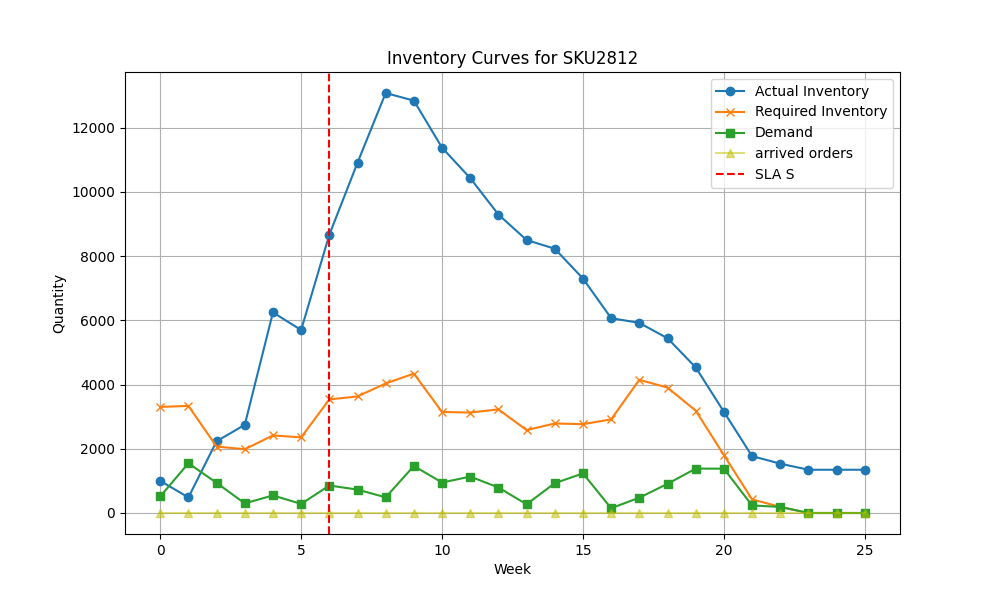 Inventory Curves for SKU2812
Actual Inventory
Required Inventory
Demand
arrived orders
SLA S
12000
10000
8000
6000
4000
2000
0
Quantity
0 5 10 15 20 25
Week